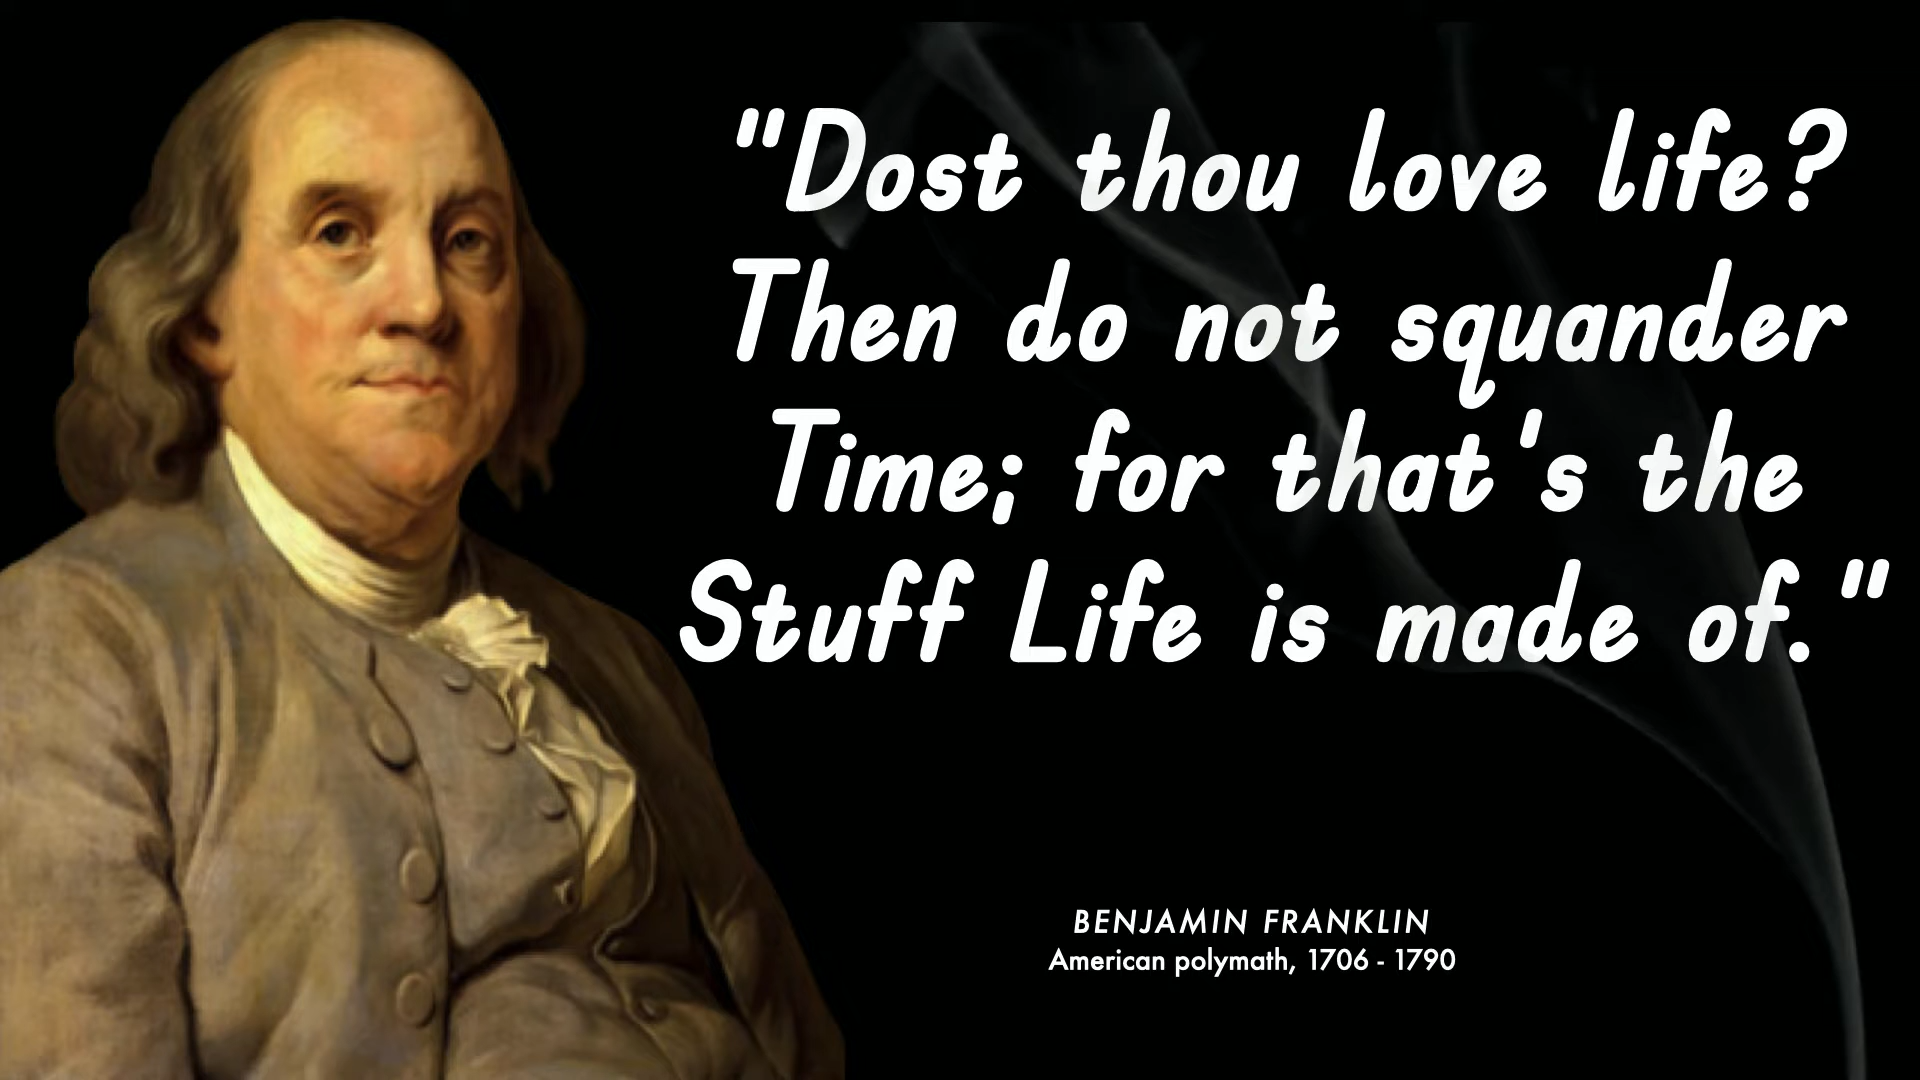 "Dost thou love life?
Then do not squander
Time; for that's the
Stuff Life is made of."
BENJAMIN FRANKLIN
American polymath, 1706 - 1790